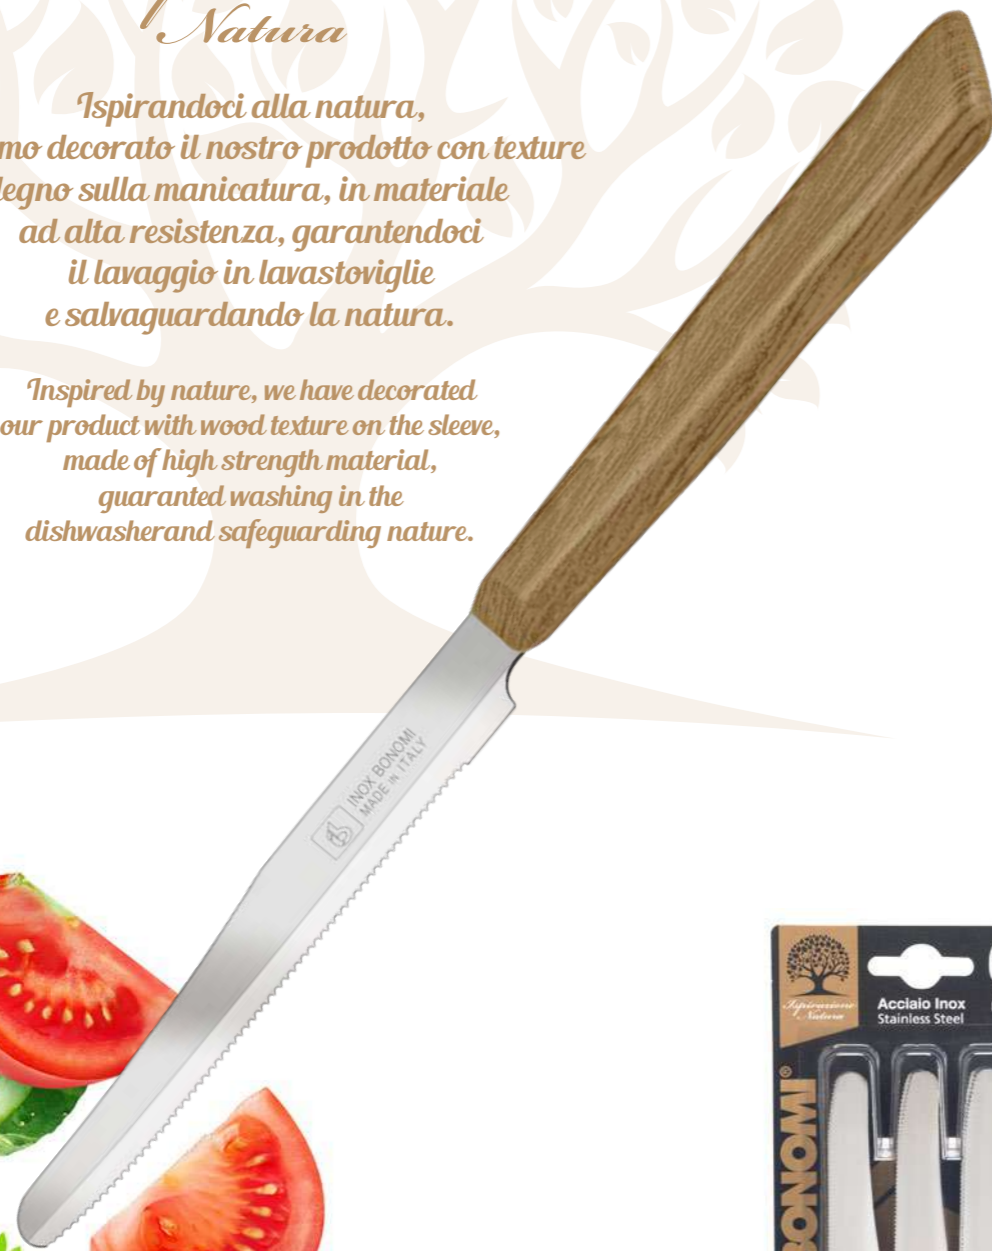 Natura
Ispirandoci alla natura,
mo decorato il nostro prodotto con texture
legno sulla manicatura, in materiale
ad alta resistenza, garantendoci
il lavaggio in lavastoviglie
e salvaguardando la natura.
Inspired by nature, we have decorated
our product with wood texture on the sleeve,
made of high strength material,
guaranted washing in the
dishwasherand safeguarding nature.
INOX BONOMI
MADE IN ITALY
Ispirazione
Natura
Acciaio Inox
Stainless Steel
BONOMI®